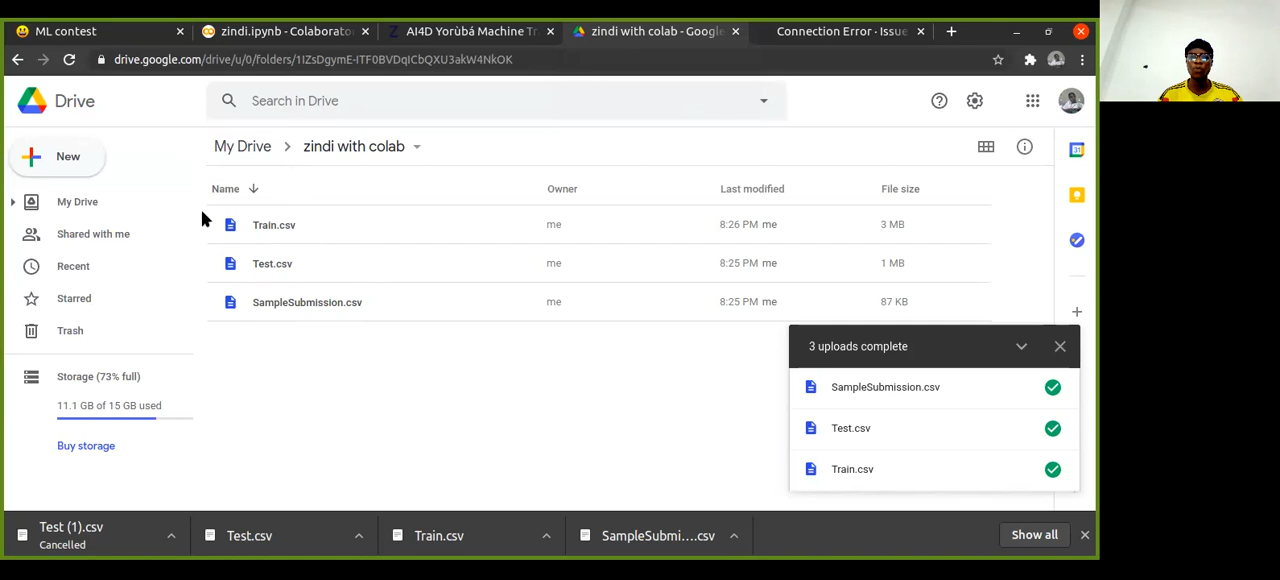 ML contest
zindi.ipynb - Colaborato
AI4D Yorùbá Machine Tr
zindi with colab - Google
Connection Error · Issue
drive.google.com/drive/u/0/folders/1IZsDgymE-ITF0BVDqICbQXU3akW4NkOK
Drive
Search in Drive
New
My Drive
Shared with me
Recent
Starred
Trash
Storage (73% full)
11.1 GB of 15 GB used
Buy storage
My Drive > zindi with colab
Name Owner Last modified File size
Train.csv me 8:26 PM me 3 MB
Test.csv me 8:25 PM me 1 MB
SampleSubmission.csv me 8:25 PM me 87 KB
31
3 uploads complete
SampleSubmission.csv
Test.csv
Train.csv
Test (1).csv
Cancelled
Test.csv
Train.csv
SampleSubmi....csv
Show all